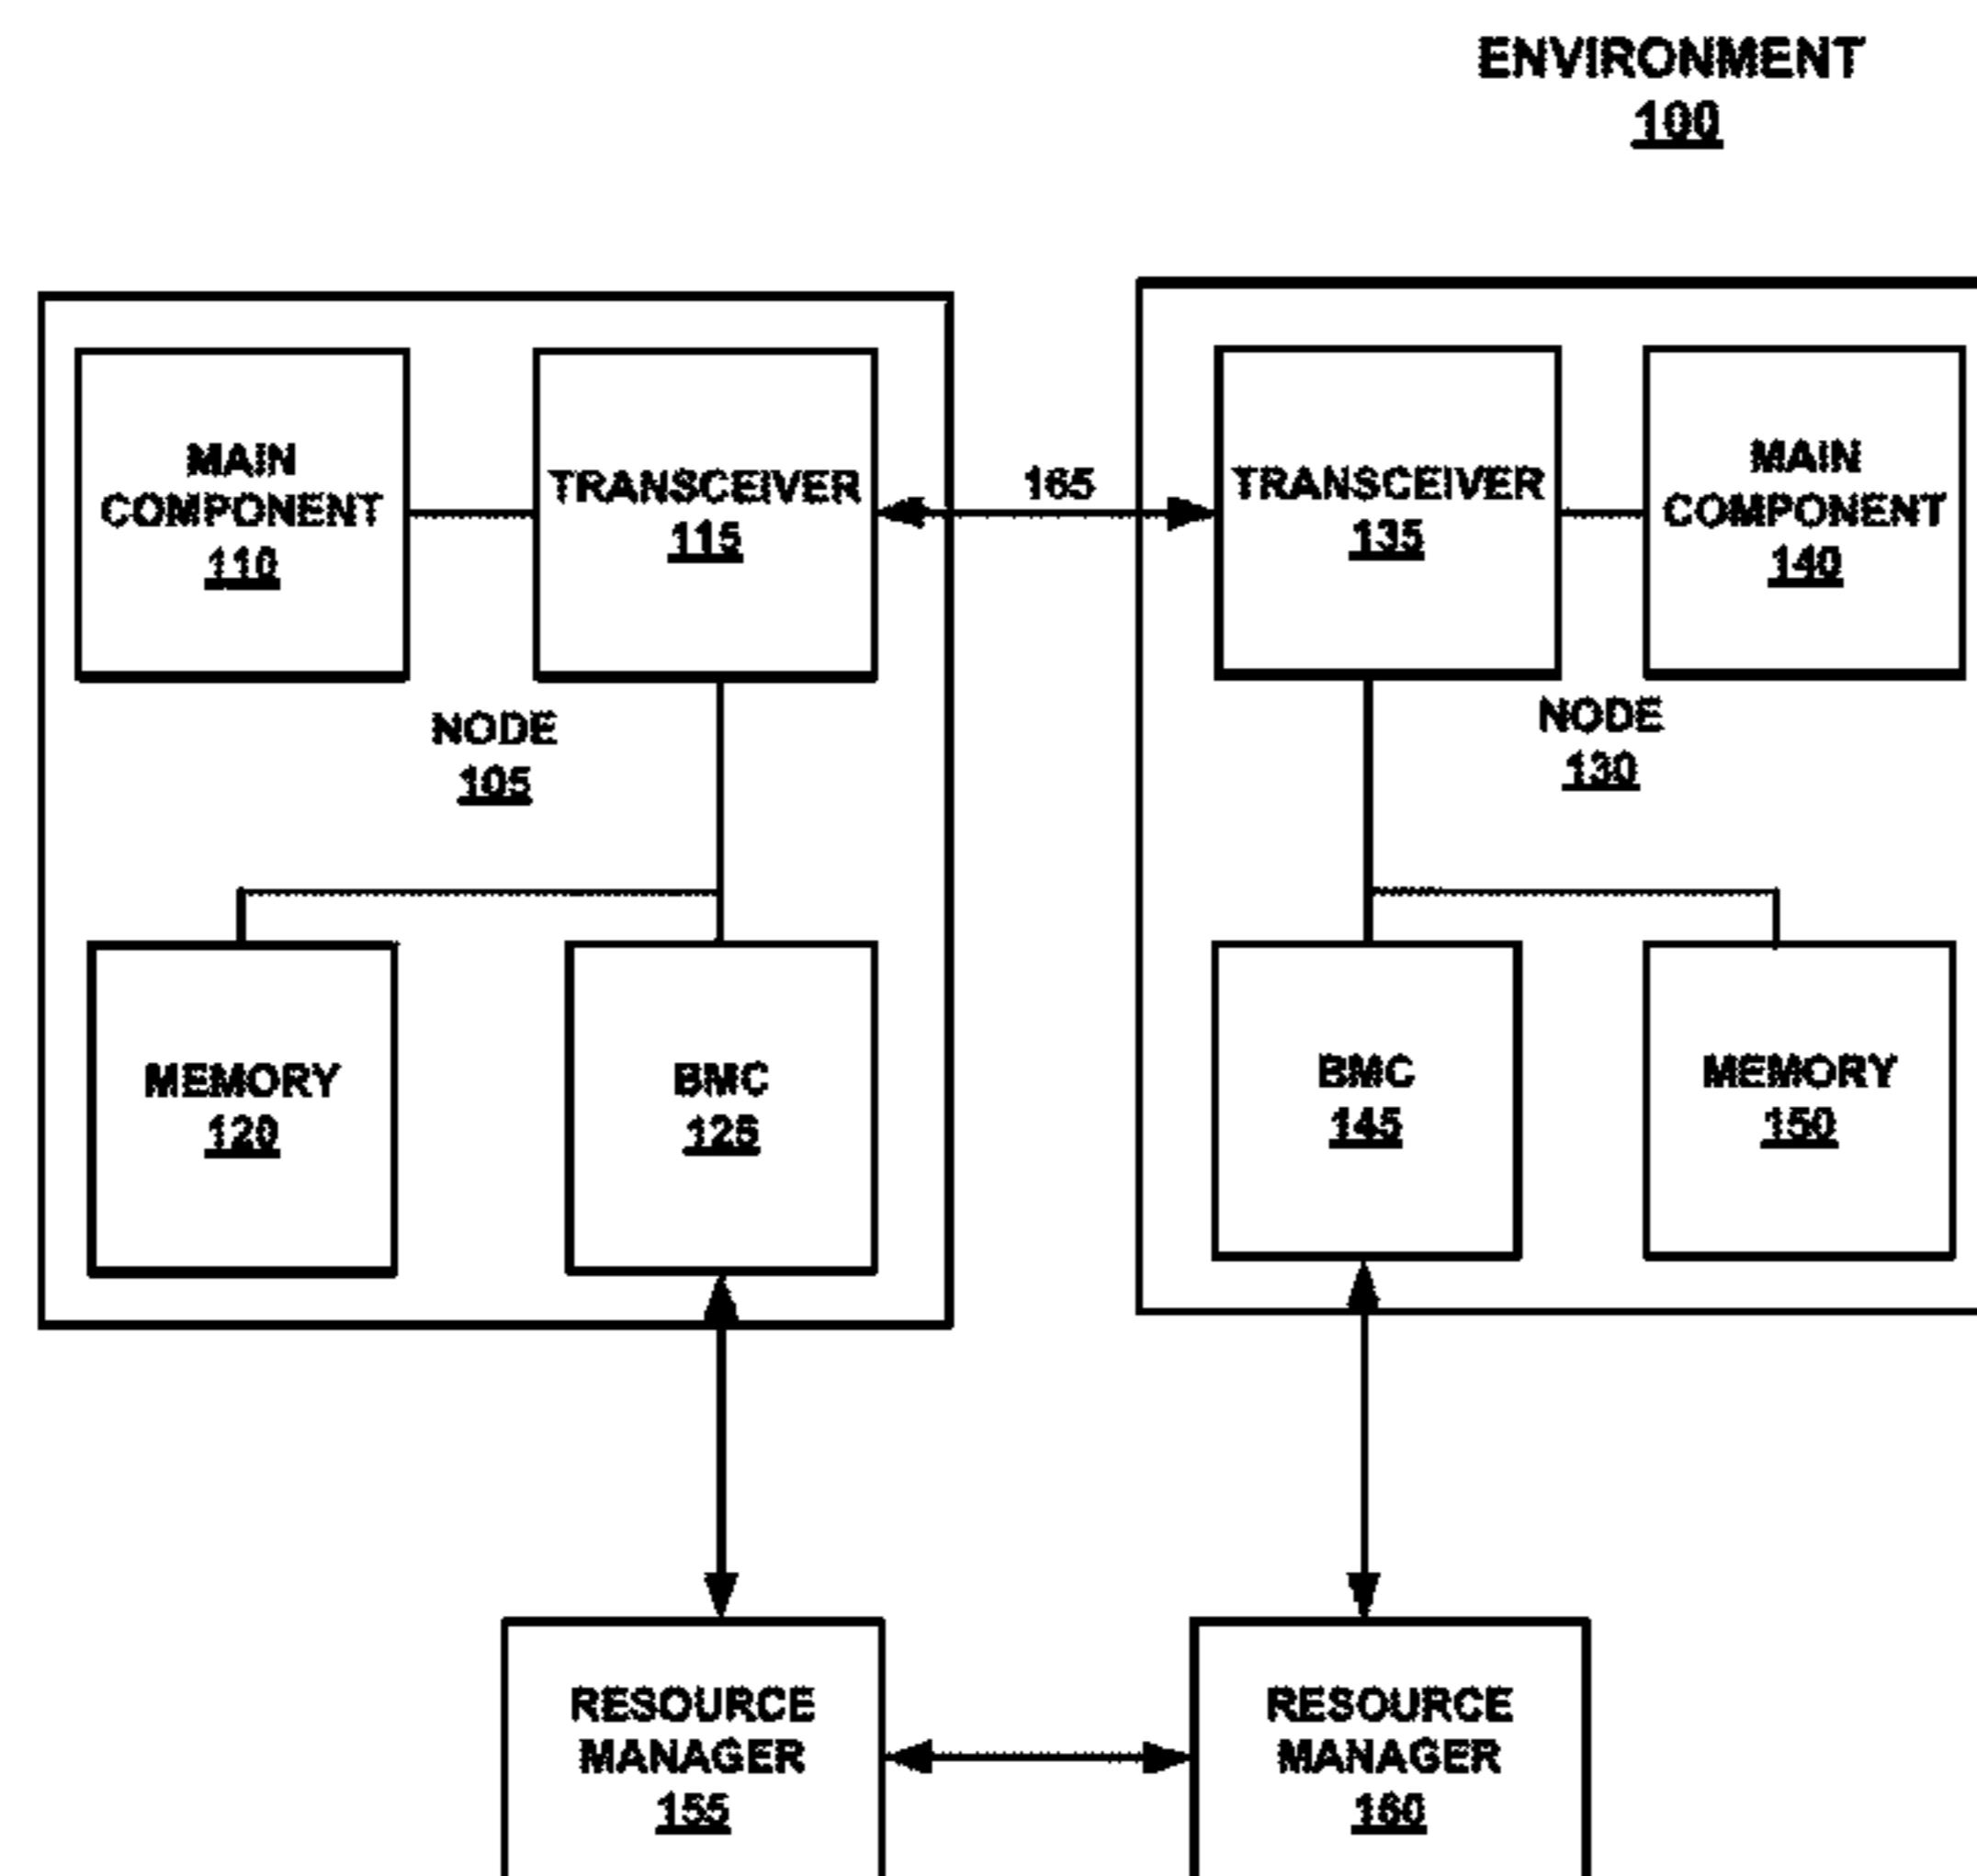 ENVIRONMENT
100
MAIN
COMPONENT
110
TRANSCEIVER
115
165
TRANSCEIVER
135
MAIN
COMPONENT
140
NODE
105
NODE
130
MEMORY
120
BMC
125
BMC
145
MEMORY
150
RESOURCE
MANAGER
155
RESOURCE
MANAGER
160